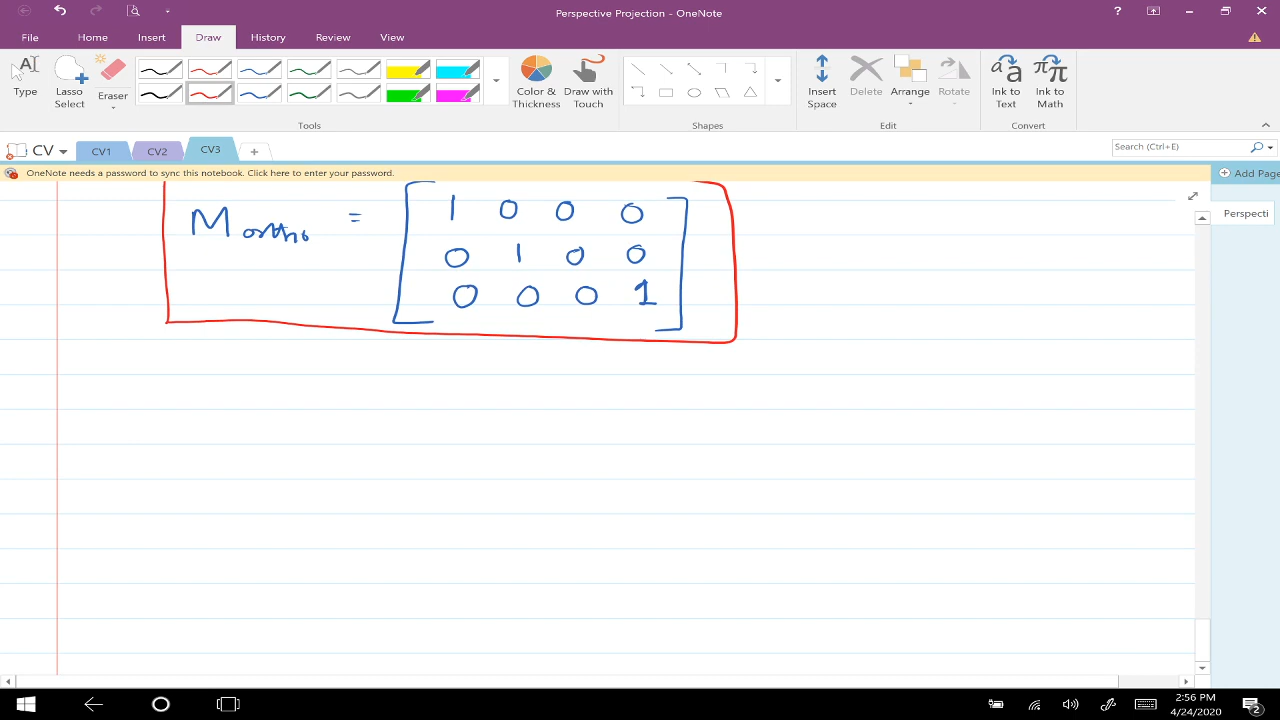 Perspective Projection - OneNote
?
File Home Insert Draw History Review View
Type
Lasso Select
Eraser
Color & Thickness
Draw with Touch
Insert Space
Delete
Arrange
Rotate
Ink to Text
Ink to Math
Tools Shapes Edit Convert
CV CV1 CV2 CV3 +
Search (Ctrl+E)
OneNote needs a password to sync this notebook. Click here to enter your password.
Add Page
Perspecti
M ortho = [ 1 0 0 0
0 1 0 0
0 0 0 1 ]
2:56 PM
4/24/2020
2